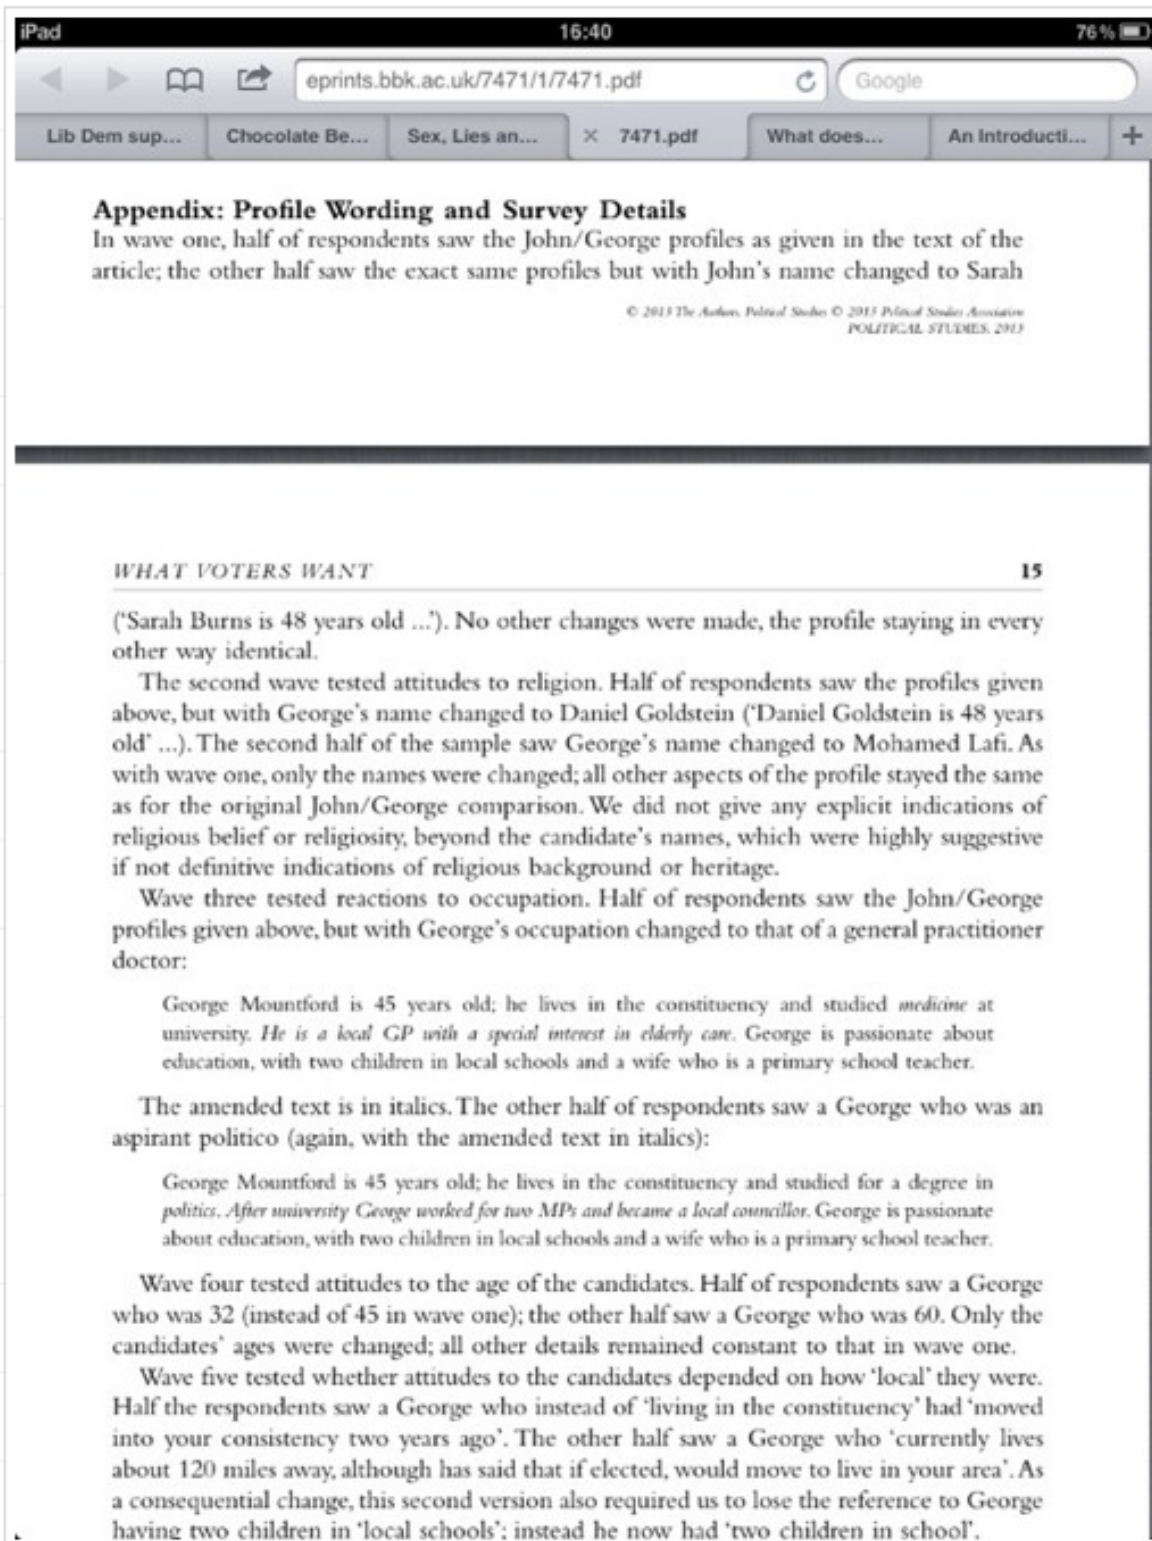 iPad 16:40 76%
eprints.bbk.ac.uk/7471/1/7471.pdf Google
Lib Dem sup... Chocolate Be... Sex, Lies an... × 7471.pdf What does... An Introducti... +
Appendix: Profile Wording and Survey Details
In wave one, half of respondents saw the John/George profiles as given in the text of the
article; the other half saw the exact same profiles but with John's name changed to Sarah
© 2013 The Authors. Political Studies © 2013 Political Studies Association
POLITICAL STUDIES: 2013
WHAT VOTERS WANT 15
('Sarah Burns is 48 years old ...'). No other changes were made, the profile staying in every
other way identical.
The second wave tested attitudes to religion. Half of respondents saw the profiles given
above, but with George's name changed to Daniel Goldstein ('Daniel Goldstein is 48 years
old' ...). The second half of the sample saw George's name changed to Mohamed Lafi. As
with wave one, only the names were changed; all other aspects of the profile stayed the same
as for the original John/George comparison. We did not give any explicit indications of
religious belief or religiosity, beyond the candidate's names, which were highly suggestive
if not definitive indications of religious background or heritage.
Wave three tested reactions to occupation. Half of respondents saw the John/George
profiles given above, but with George's occupation changed to that of a general practitioner
doctor:
George Mountford is 45 years old; he lives in the constituency and studied medicine at
university. He is a local GP with a special interest in elderly care. George is passionate about
education, with two children in local schools and a wife who is a primary school teacher.
The amended text is in italics. The other half of respondents saw a George who was an
aspirant politico (again, with the amended text in italics):
George Mountford is 45 years old; he lives in the constituency and studied for a degree in
politics. After university George worked for two MPs and became a local councillor. George is passionate
about education, with two children in local schools and a wife who is a primary school teacher.
Wave four tested attitudes to the age of the candidates. Half of respondents saw a George
who was 32 (instead of 45 in wave one); the other half saw a George who was 60. Only the
candidates' ages were changed; all other details remained constant to that in wave one.
Wave five tested whether attitudes to the candidates depended on how 'local' they were.
Half the respondents saw a George who instead of 'living in the constituency' had 'moved
into your consistency two years ago'. The other half saw a George who 'currently lives
about 120 miles away, although has said that if elected, would move to live in your area'. As
a consequential change, this second version also required us to lose the reference to George
having two children in 'local schools'; instead he now had 'two children in school'.